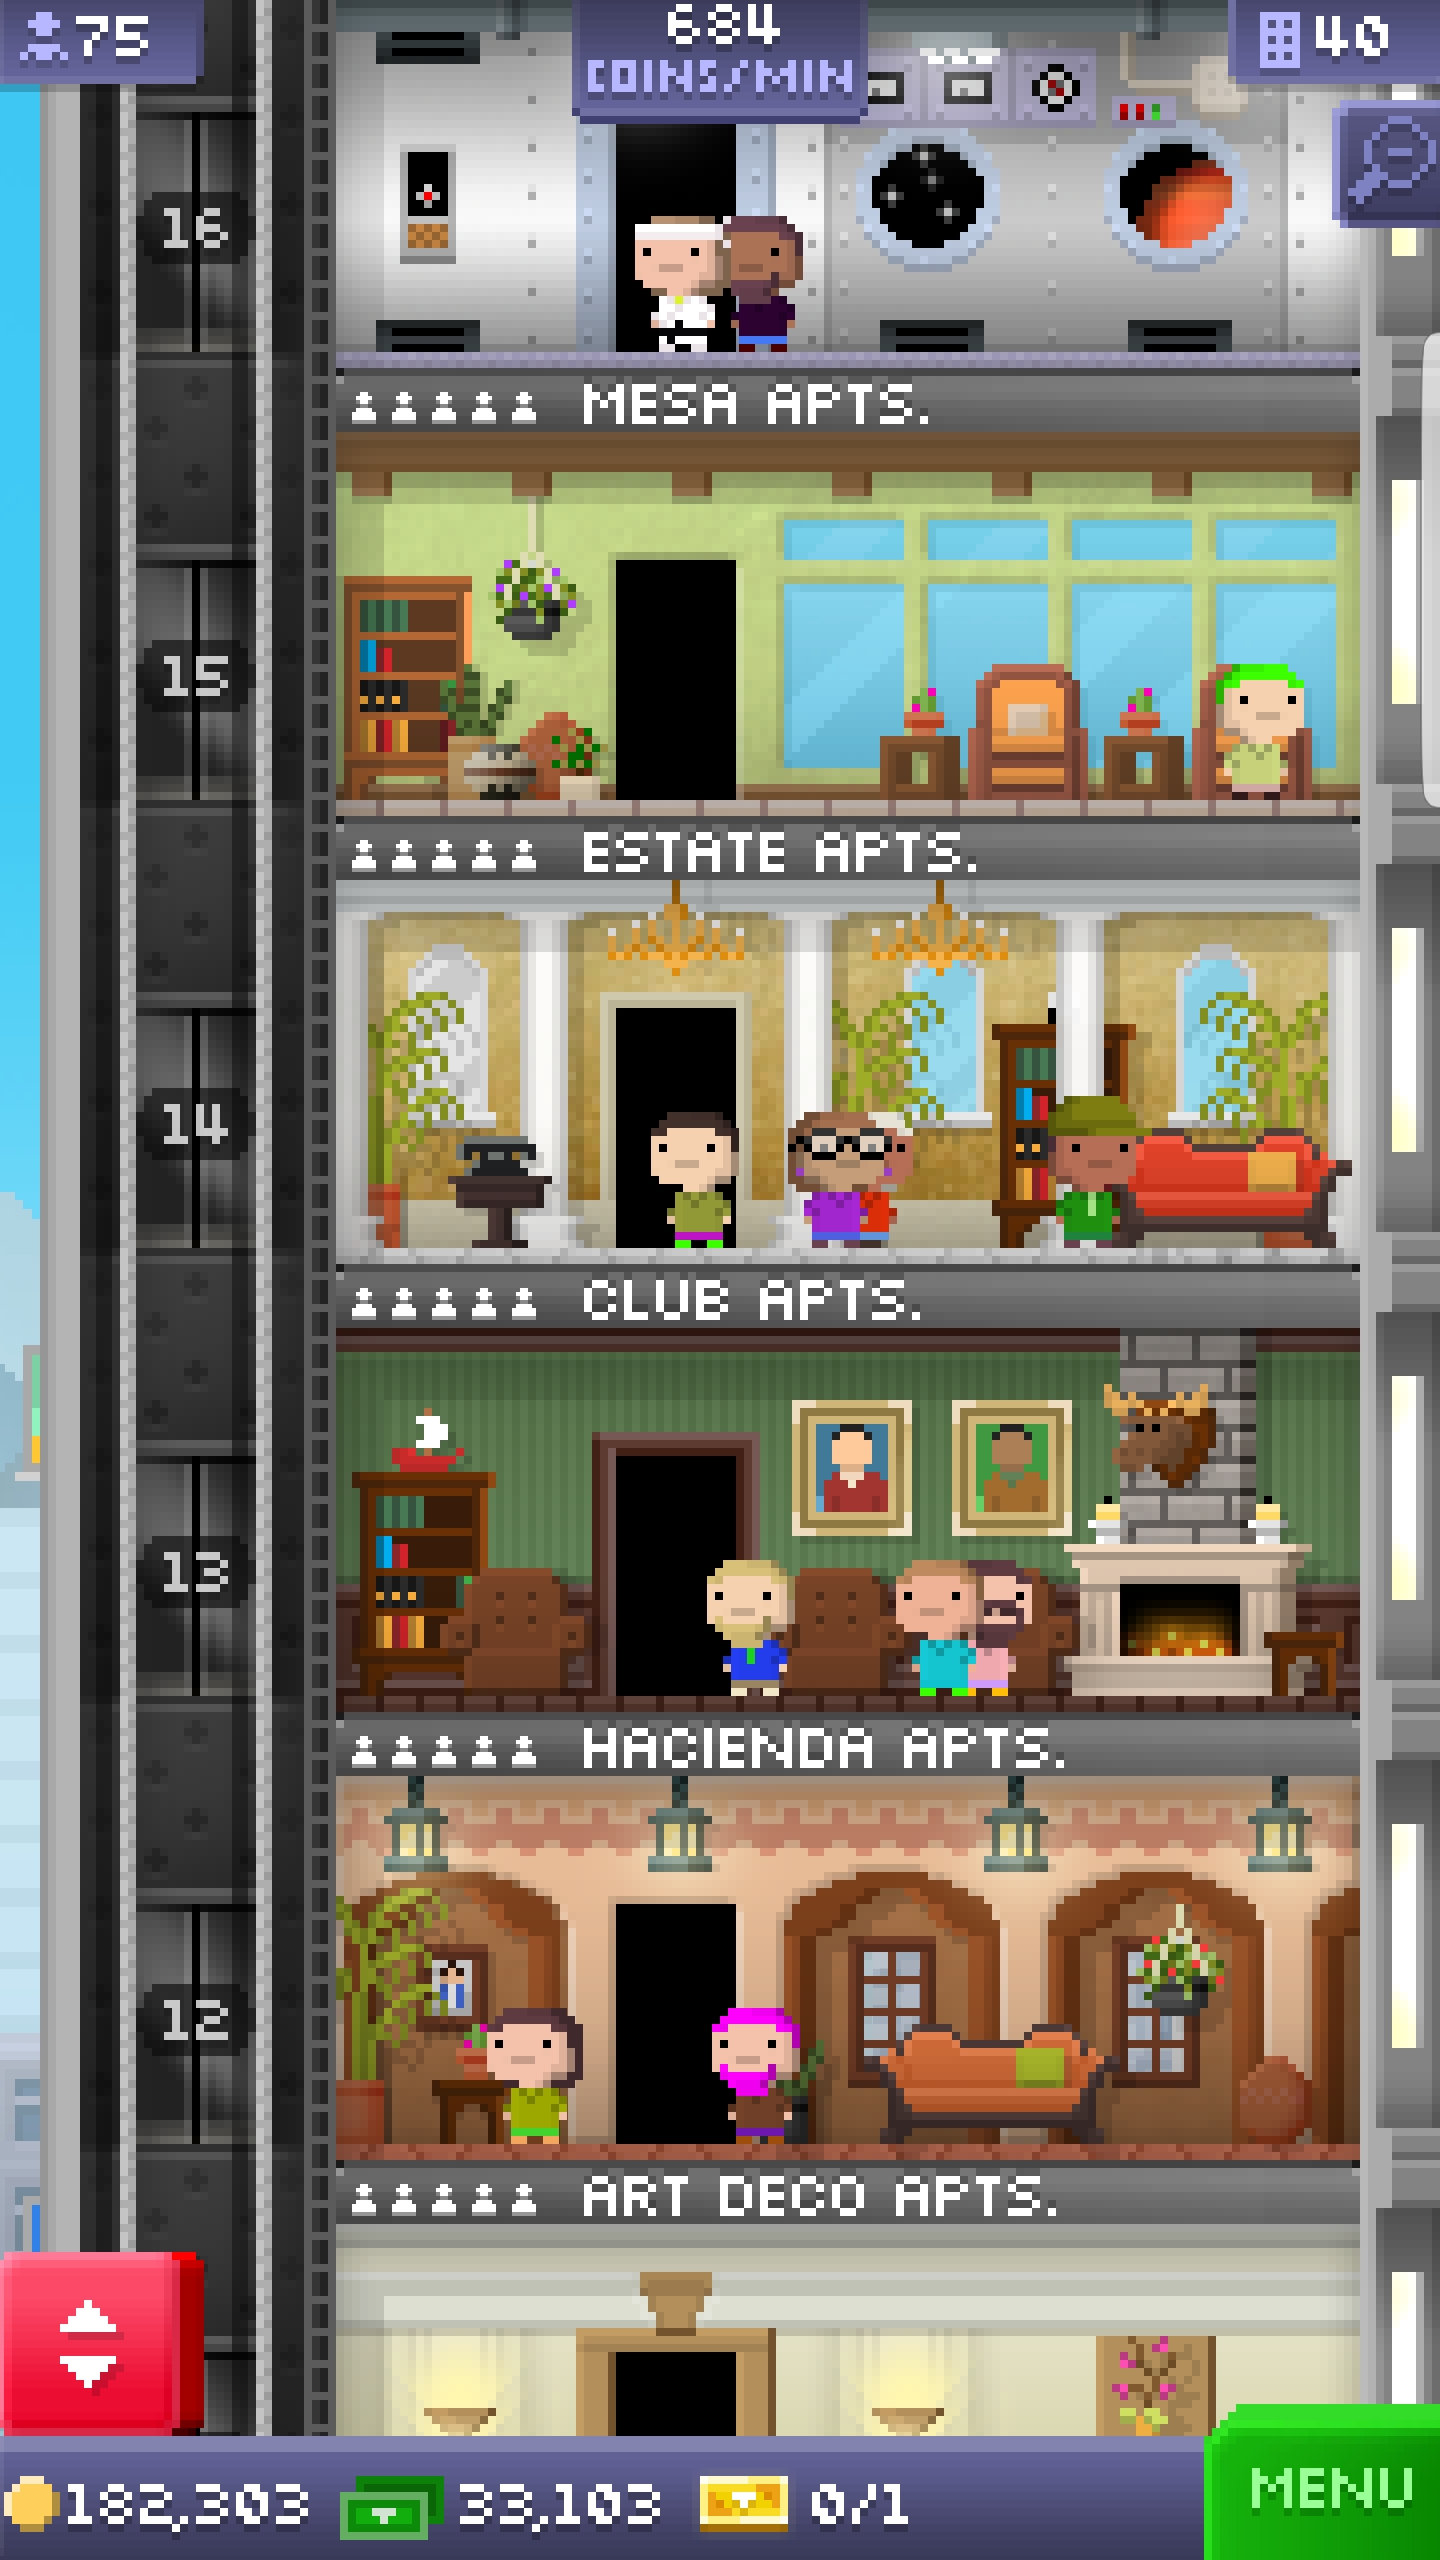 75
684
COINS/MIN
40
16
MESA APTS.
15
ESTATE APTS.
14
CLUB APTS.
13
HACIENDA APTS.
12
ART DECO APTS.
182,303
33,103
0/1
MENU